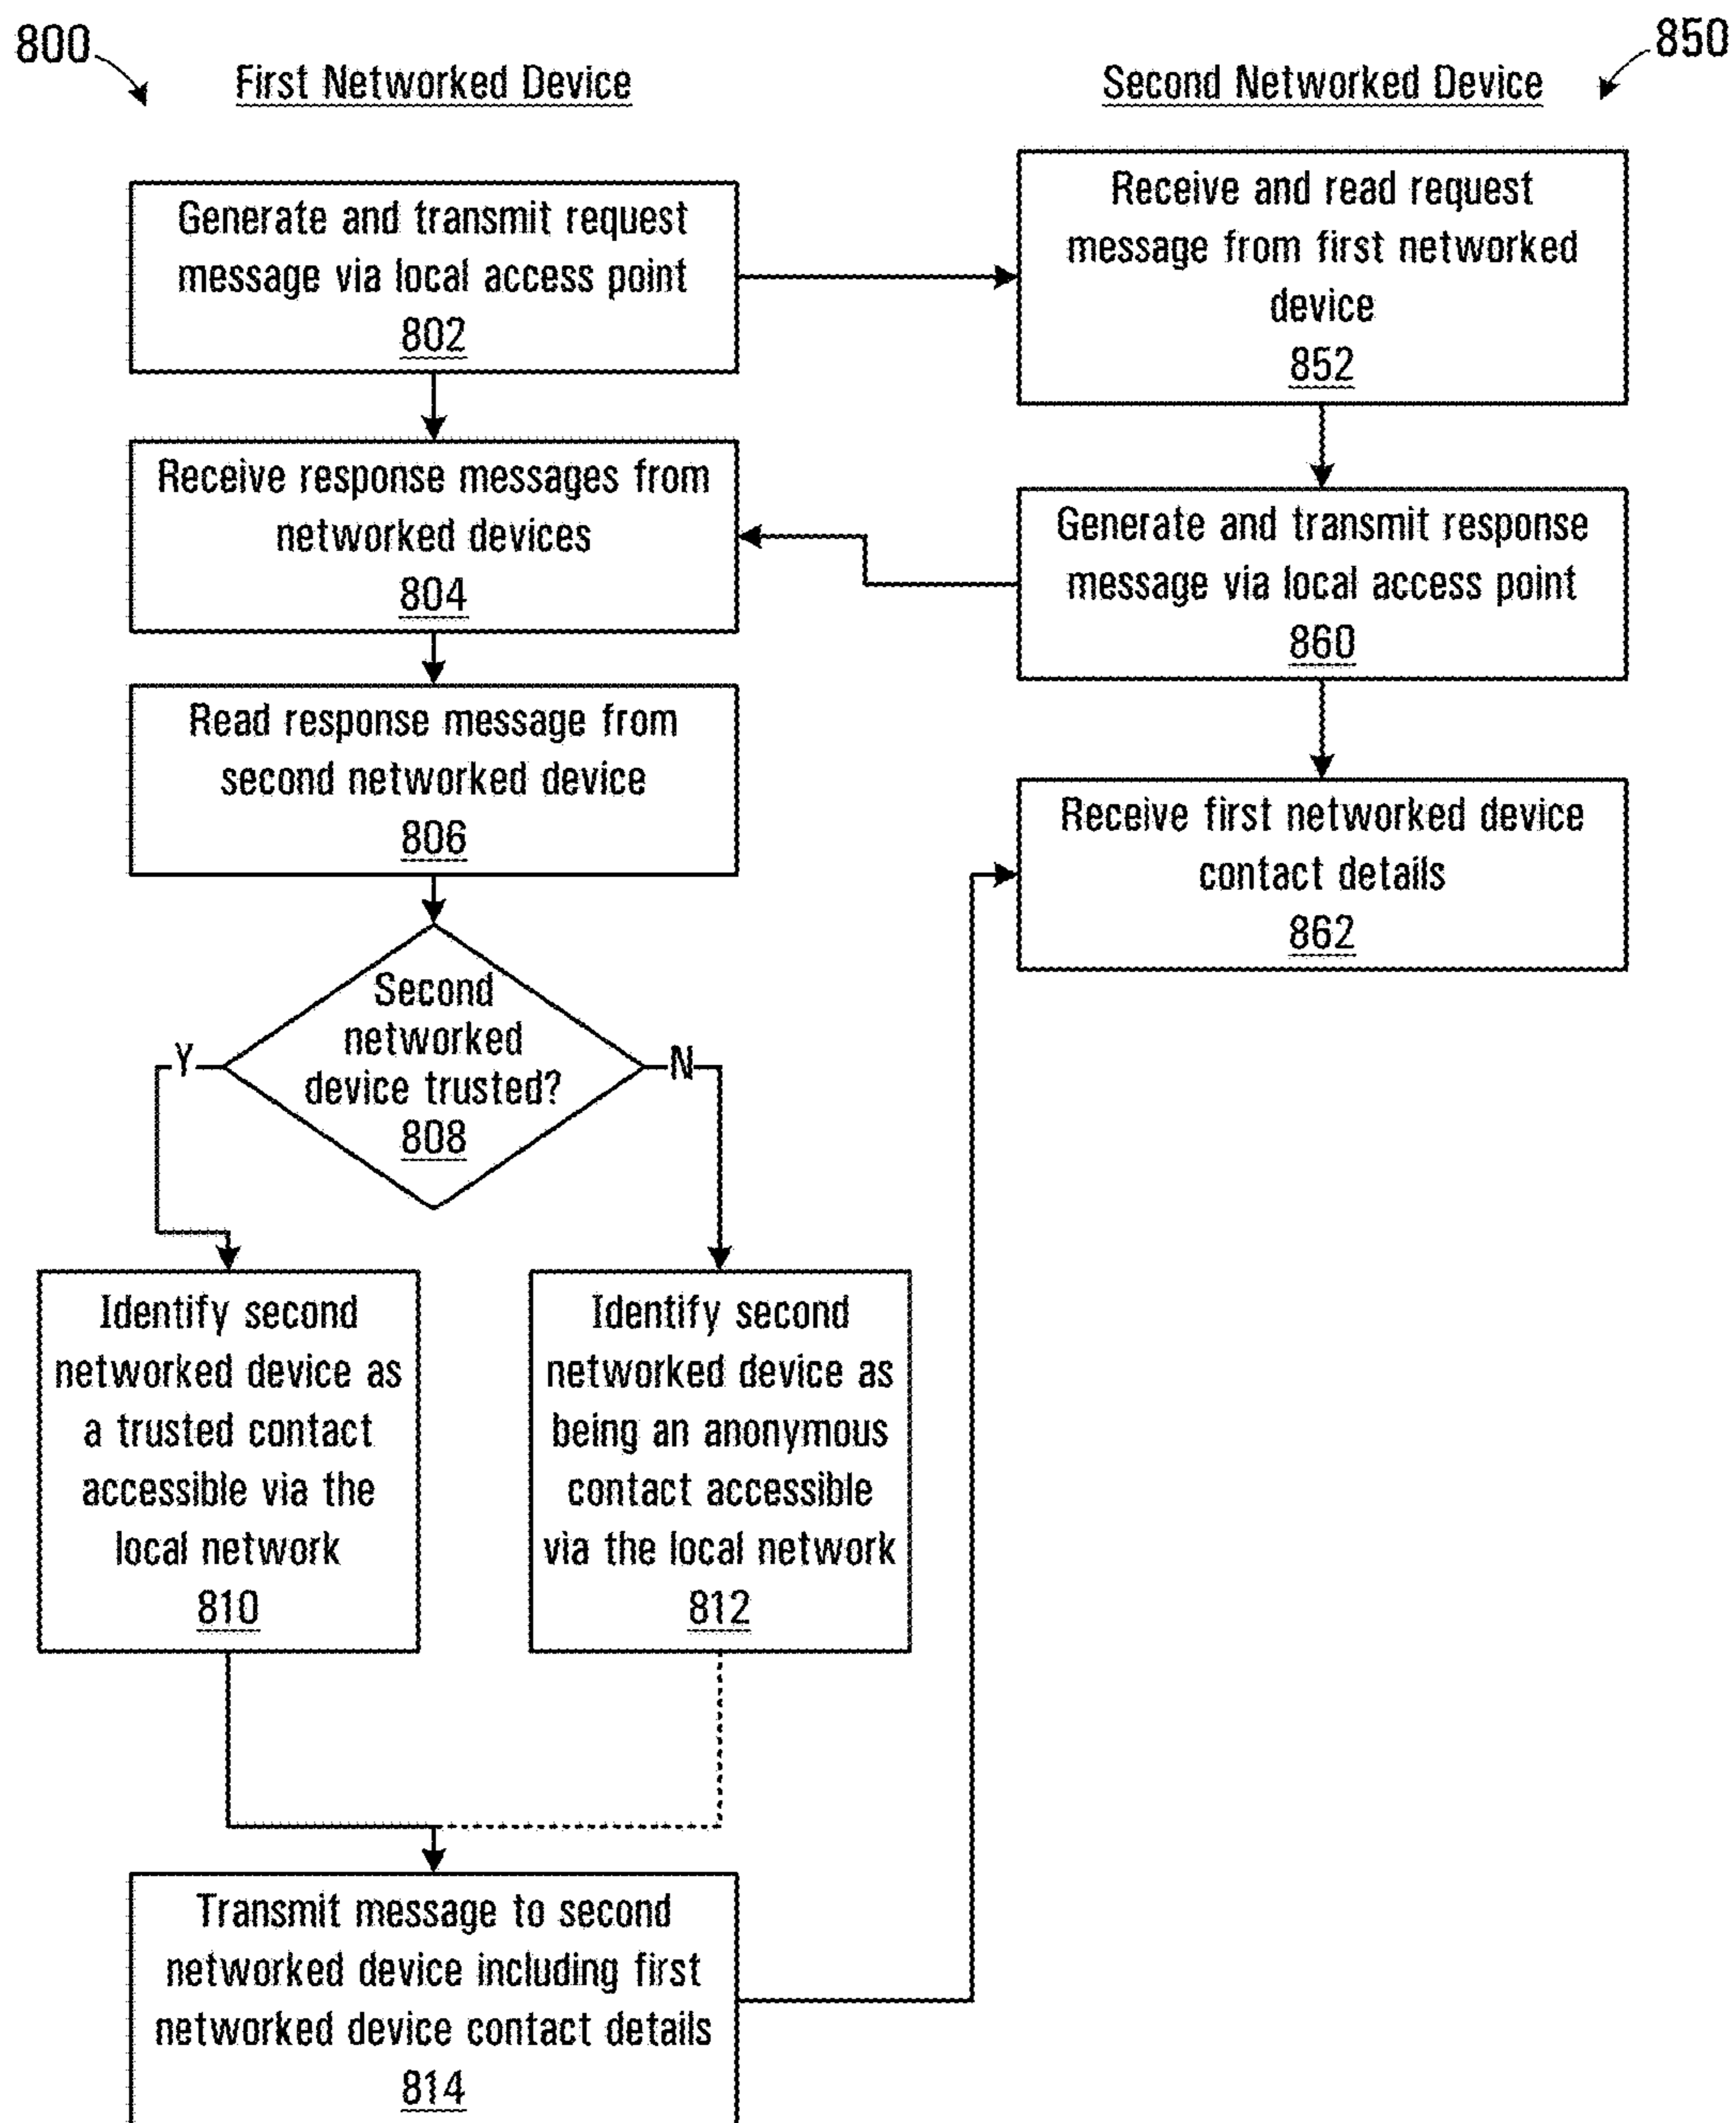 800
850
First Networked Device
Second Networked Device
Generate and transmit request
message via local access point
802
Receive and read request
message from first networked
device
852
Receive response messages from
networked devices
804
Generate and transmit response
message via local access point
860
Read response message from
second networked device
806
Receive first networked device
contact details
862
Second
networked
device trusted?
808
Y
N
Identify second
networked device as
a trusted contact
accessible via the
local network
810
Identify second
networked device as
being an anonymous
contact accessible
via the local network
812
Transmit message to second
networked device including first
networked device contact details
814